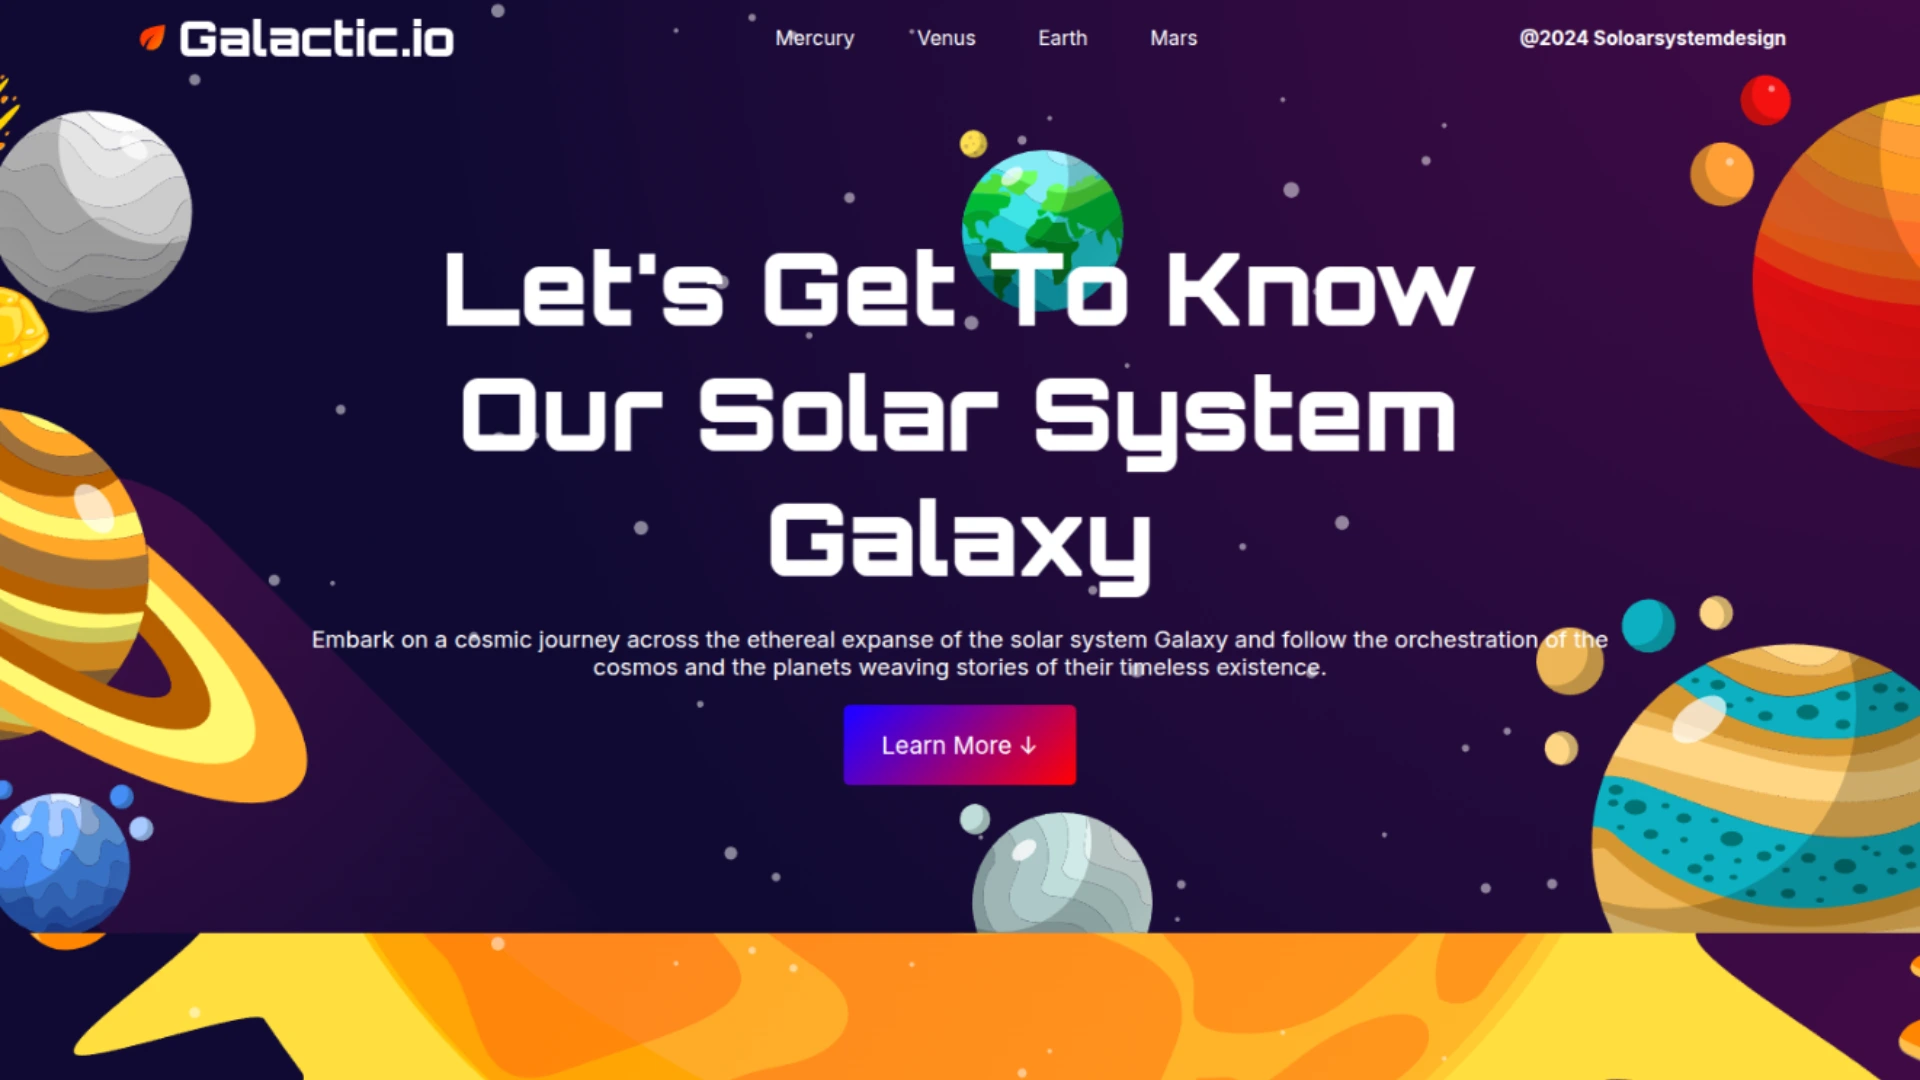 Galactic.io
Mercury
Venus
Earth
Mars
@2024 Soloarsystemdesign
Let's Get To Know
Our Solar System
Galaxy
Embark on a cosmic journey across the ethereal expanse of the solar system Galaxy and follow the orchestration of the
cosmos and the planets weaving stories of their timeless existence.
Learn More ↓